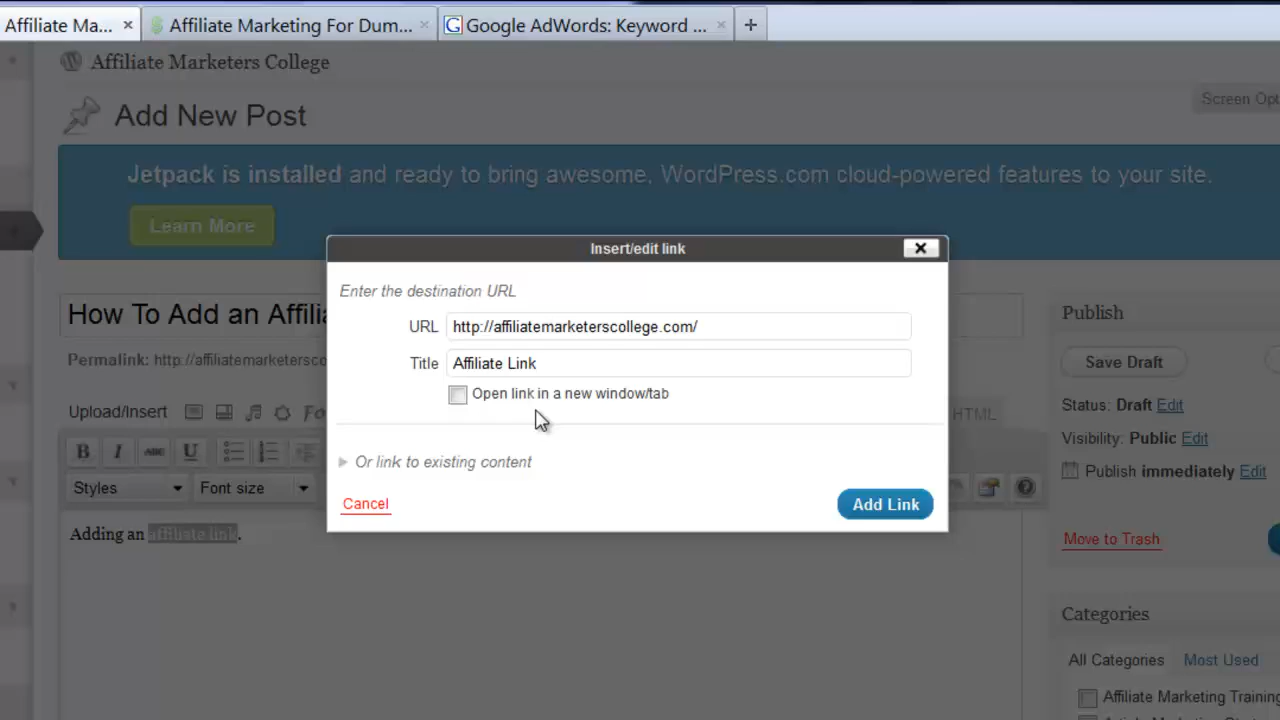 Affiliate Ma...
Affiliate Marketing For Dum...
Google AdWords: Keyword ...
Affiliate Marketers College
Add New Post
Screen Opt
Jetpack is installed and ready to bring awesome, WordPress.com cloud-powered features to your site.
Learn More
Insert/edit link
Enter the destination URL
URL http://affiliatemarketerscollege.com/
Title Affiliate Link
Open link in a new window/tab
Or link to existing content
Cancel
Add Link
How To Add an Affilia
Permalink: http://affiliatemarketersco
Upload/Insert
HTML
B I ABC U
Styles
Font size
Adding an affiliate link.
Publish
Save Draft
Status: Draft Edit
Visibility: Public Edit
Publish immediately Edit
Move to Trash
Categories
All Categories
Most Used
Affiliate Marketing Training